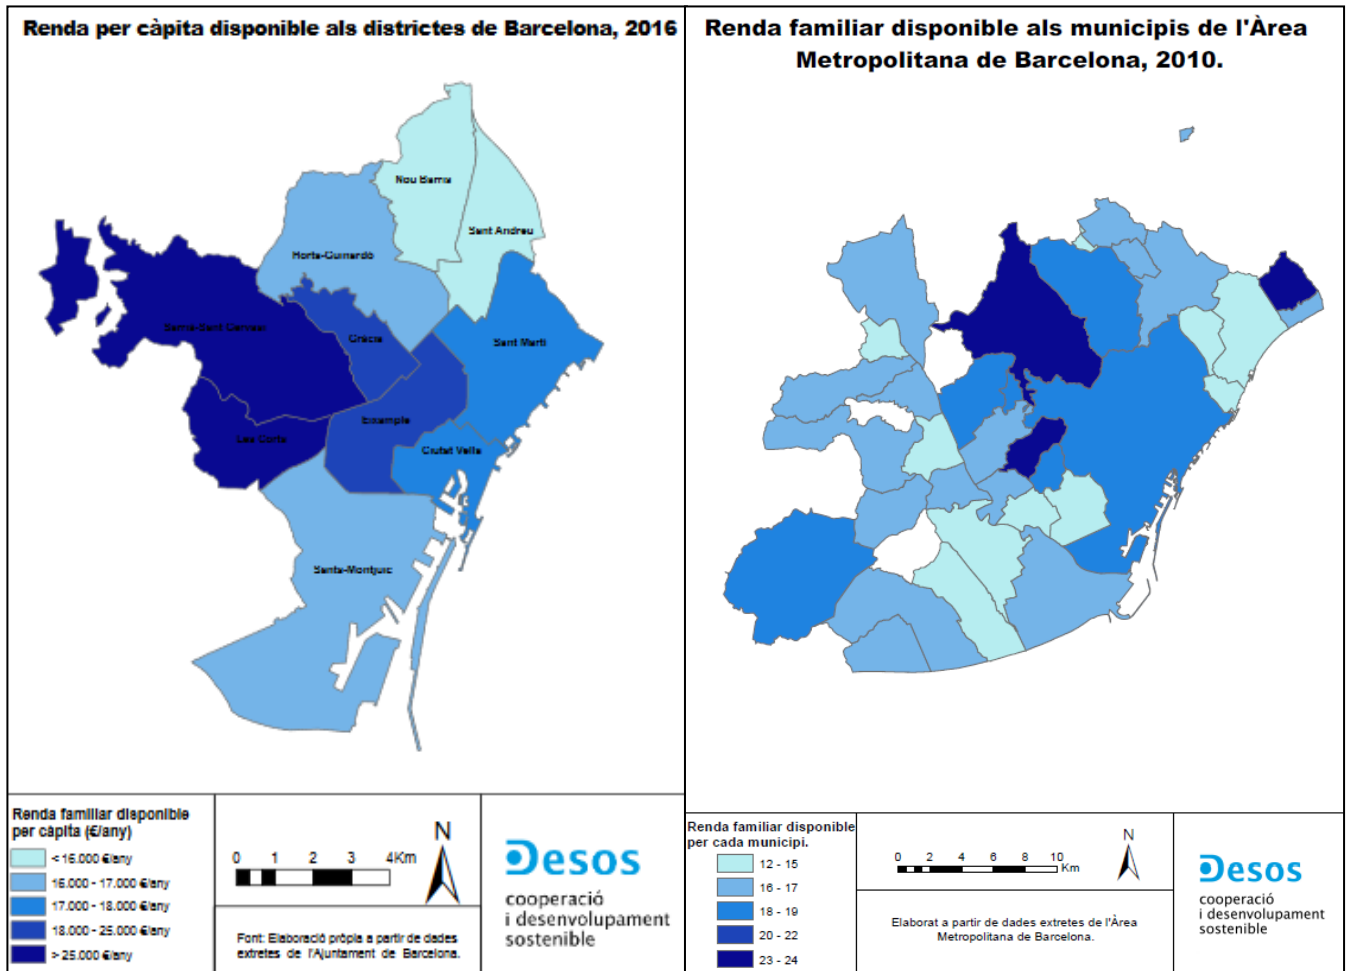 Renda per càpita disponible als districtes de Barcelona, 2016
Nou Barris
Sant Andreu
Horta-Guinardó
Sarrià-Sant Gervasi
Gràcia
Sant Martí
Les Corts
Eixample
Ciutat Vella
Sants-Montjuïc
Renda familiar disponible
per càpita (€/any)
< 16.000 €/any
16.000 - 17.000 €/any
17.000 - 18.000 €/any
18.000 - 25.000 €/any
> 25.000 €/any
0 1 2 3 4Km
N
Font: Elaboració pròpia a partir de dades
extretes de l'Ajuntament de Barcelona.
Desos
cooperació
i desenvolupament
sostenible
Renda familiar disponible als municipis de l'Àrea
Metropolitana de Barcelona, 2010.
Renda familiar disponible
per cada municipi.
12 - 15
16 - 17
18 - 19
20 - 22
23 - 24
0 2 4 6 8 10
Km
N
Elaborat a partir de dades extretes de l'Àrea
Metropolitana de Barcelona.
Desos
cooperació
i desenvolupament
sostenible